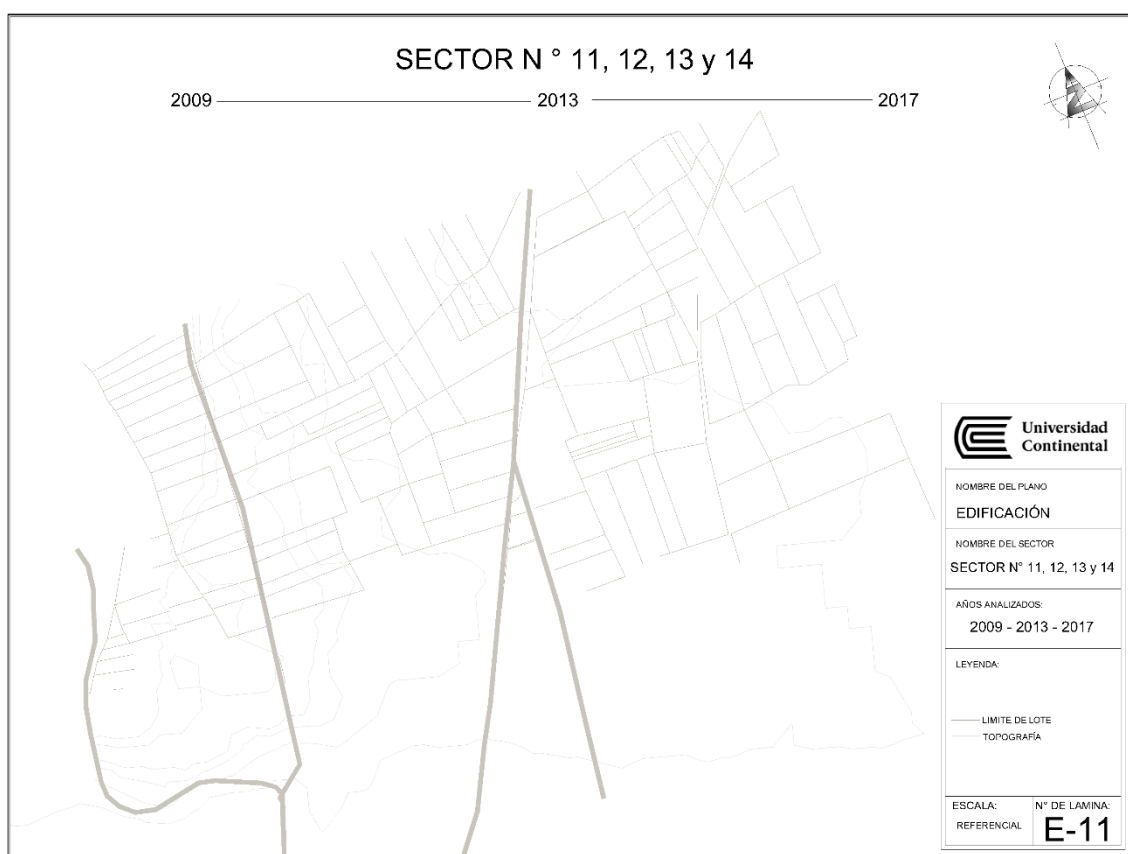 SECTOR N ° 11, 12, 13 y 14
2009 2013 2017
Universidad
Continental
NOMBRE DEL PLANO
EDIFICACIÓN
NOMBRE DEL SECTOR
SECTOR N° 11, 12, 13 y 14
AÑOS ANALIZADOS:
2009 - 2013 - 2017
LEYENDA:
LIMITE DE LOTE
TOPOGRAFÍA
ESCALA:
REFERENCIAL
N° DE LAMINA:
E-11